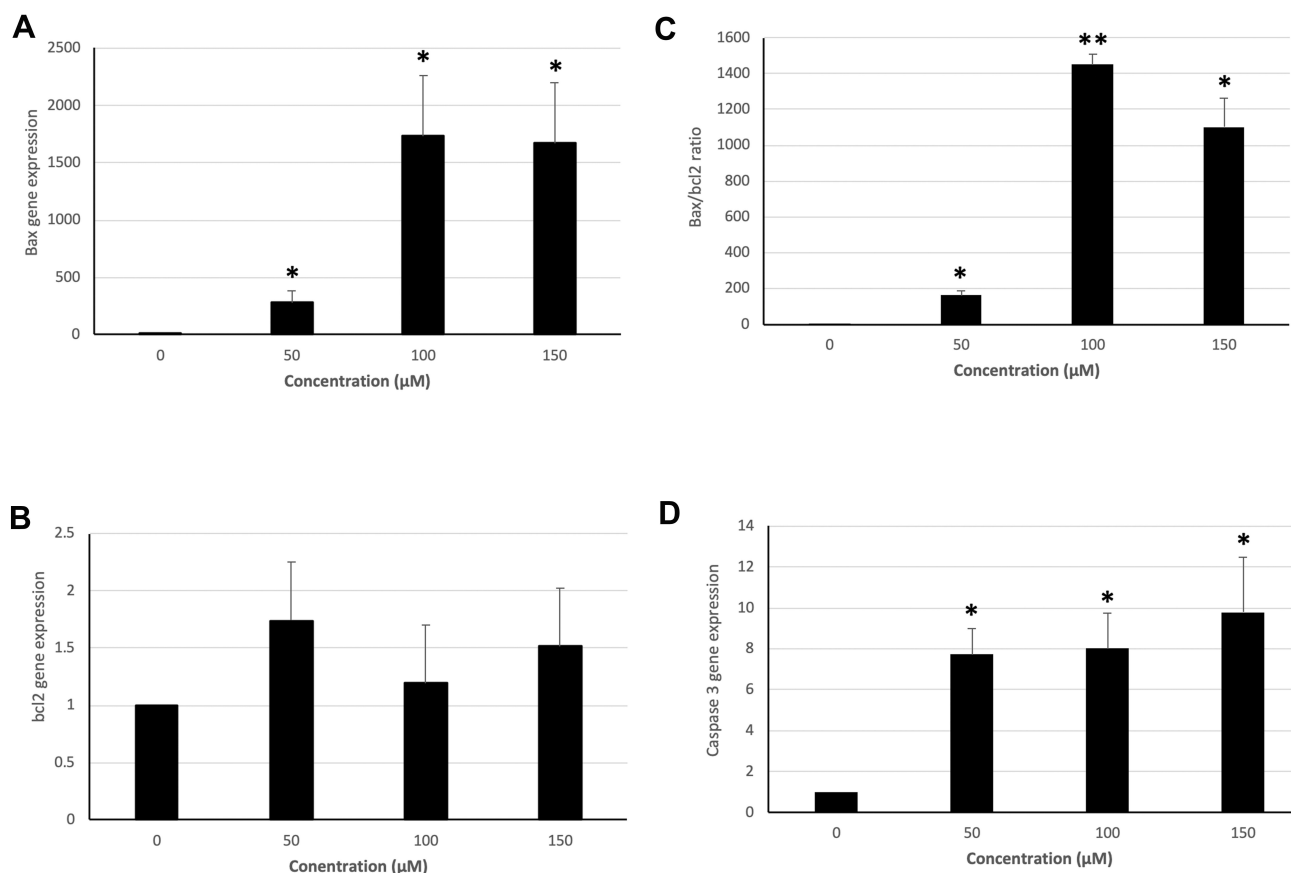 A
2500
2000
1500
1000
500
0
Bax gene expression
* * *
0 50 100 150
Concentration (µM)
C
1600
1400
1200
1000
800
600
400
200
0
Bax/bcl2 ratio
* ** *
0 50 100 150
Concentration (µM)
B
2.5
2
1.5
1
0.5
0
bcl2 gene expression
0 50 100 150
Conentration (µM)
D
14
12
10
8
6
4
2
0
Caspase 3 gene expression
* * *
0 50 100 150
Concentration (µM)